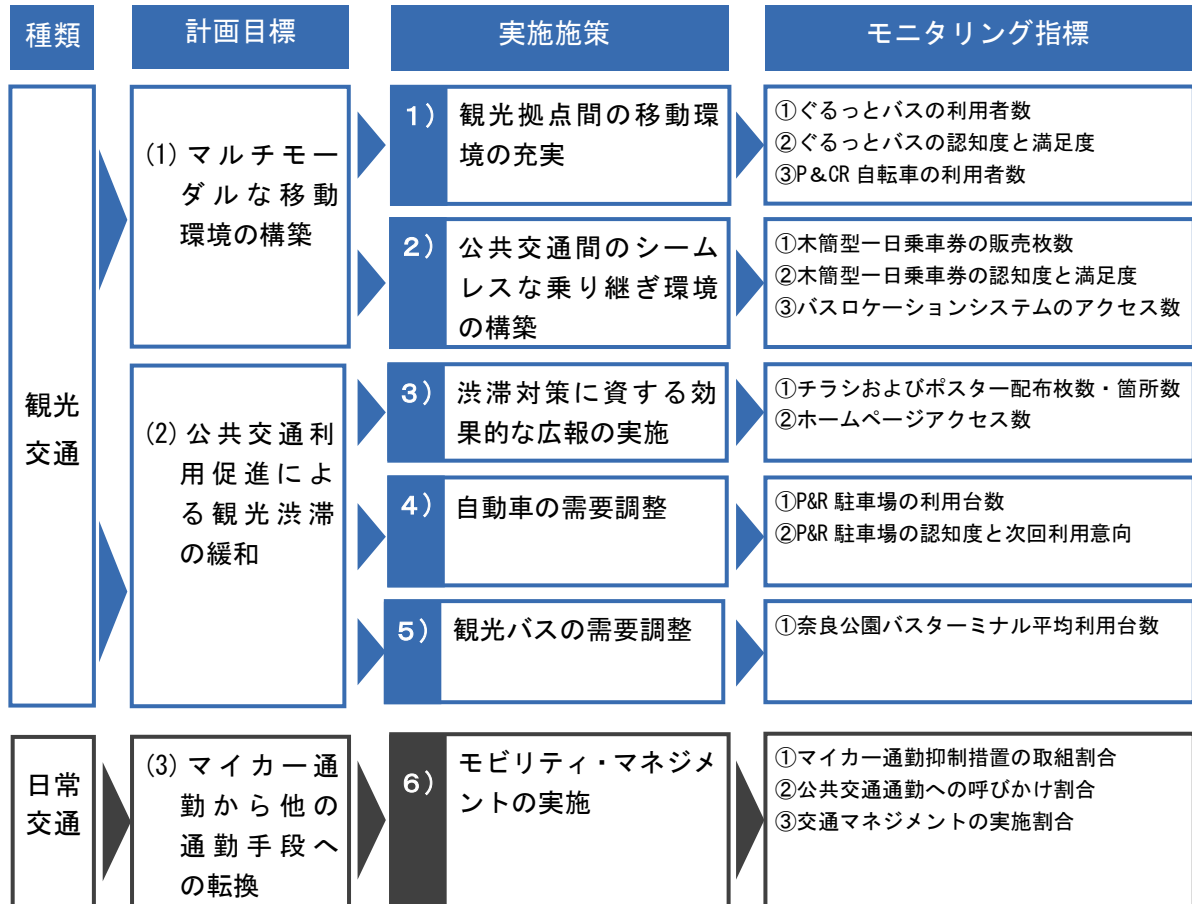 種類
計画目標
実施施策
モニタリング指標
観光
交通
(1) マルチモー
ダルな移動
環境の構築
1)
観光拠点間の移動環
境の充実
①ぐるっとバスの利用者数
②ぐるっとバスの認知度と満足度
③P&CR 自転車の利用者数
2)
公共交通間のシーム
レスな乗り継ぎ環境
の構築
①木簡型一日乗車券の販売枚数
②木簡型一日乗車券の認知度と満足度
③バスロケーションシステムのアクセス数
(2) 公共交通利
用促進によ
る観光渋滞
の緩和
3)
渋滞対策に資する効
果的な広報の実施
①チラシおよびポスター配布枚数・箇所数
②ホームページアクセス数
4)
自動車の需要調整
①P&R 駐車場の利用台数
②P&R 駐車場の認知度と次回利用意向
5)
観光バスの需要調整
①奈良公園バスターミナル平均利用台数
日常
交通
(3) マイカー通
勤から他の
通勤手段へ
の転換
6)
モビリティ・マネジメ
ントの実施
①マイカー通勤抑制措置の取組割合
②公共交通通勤への呼びかけ割合
③交通マネジメントの実施割合